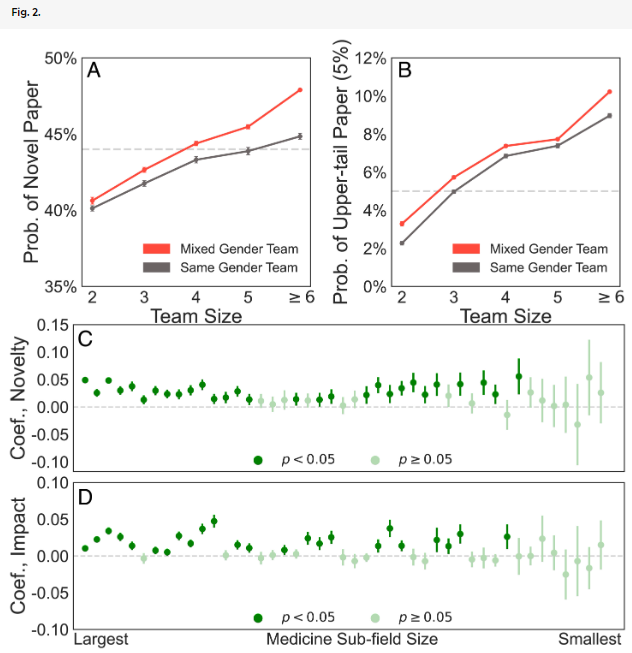 Fig. 2.
A
50%
45%
40%
35%
Prob. of Novel Paper
Mixed Gender Team
Same Gender Team
2 3 4 5 ≥ 6
Team Size
B
12%
10%
8%
6%
4%
2%
0%
Prob. of Upper-tail Paper (5%)
Mixed Gender Team
Same Gender Team
2 3 4 5 ≥ 6
Team Size
C
0.15
0.10
0.05
0.00
-0.05
-0.10
Coef., Novelty
p < 0.05 p ≥ 0.05
D
0.10
0.05
0.00
-0.05
-0.10
Coef., Impact
p < 0.05 p ≥ 0.05
Largest Medicine Sub-field Size Smallest